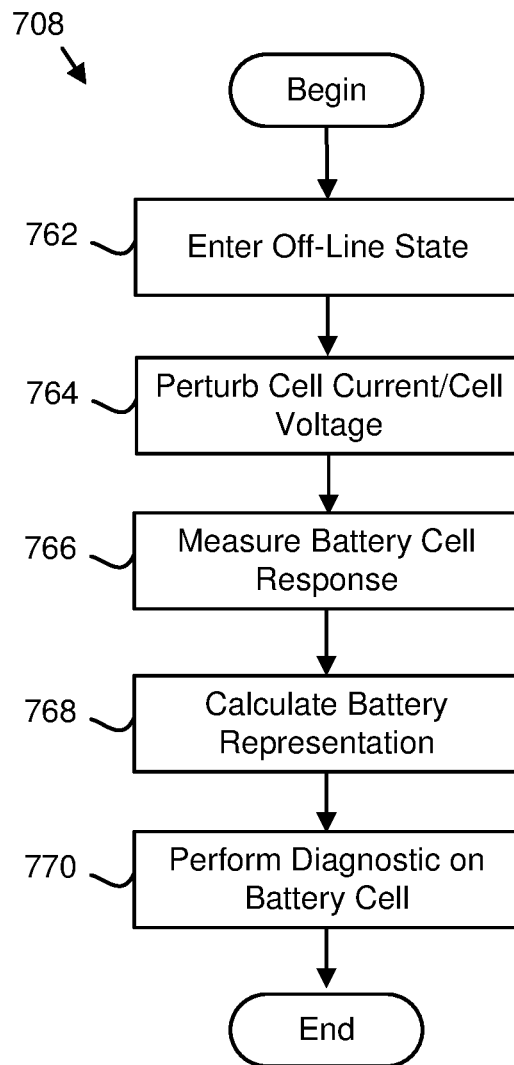 708
Begin
762
Enter Off-Line State
764
Perturb Cell Current/Cell
Voltage
766
Measure Battery Cell
Response
768
Calculate Battery
Representation
770
Perform Diagnostic on
Battery Cell
End